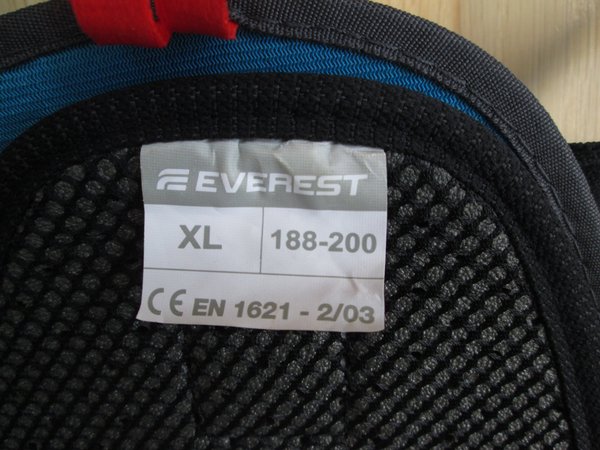 EVEREST
XL 188-200
CE EN 1621 - 2/03